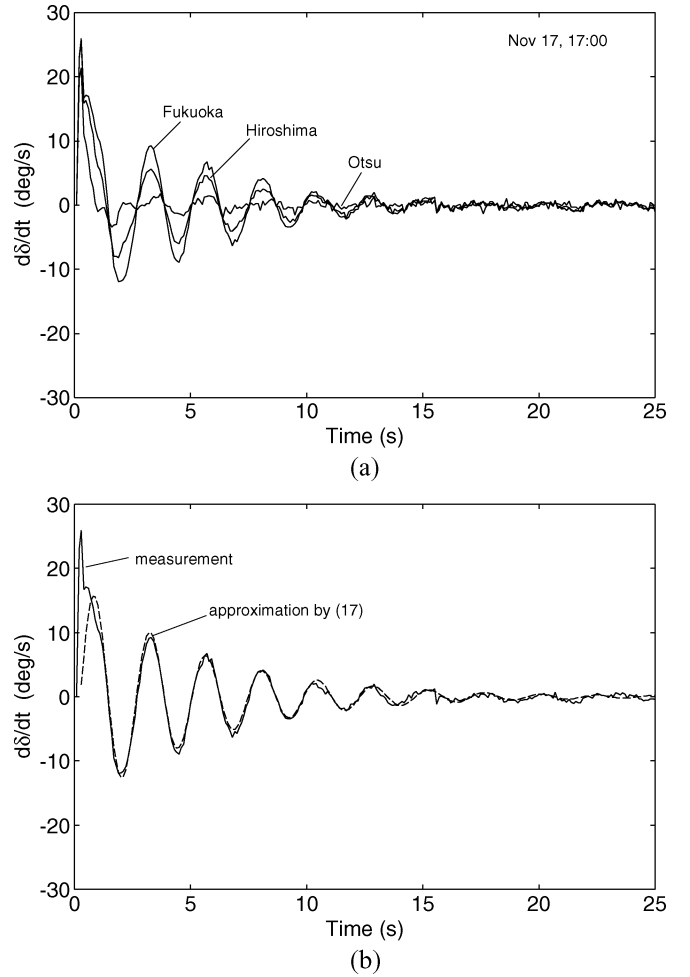 30
Nov 17, 17:00
20
Fukuoka
10
Hiroshima
Otsu
0
-10
-20
-30
dδ/dt (deg/s)
0 5 10 15 20 25
Time (s)
(a)
30
measurement
20
approximation by (17)
10
0
-10
-20
-30
dδ/dt (deg/s)
0 5 10 15 20 25
Time (s)
(b)